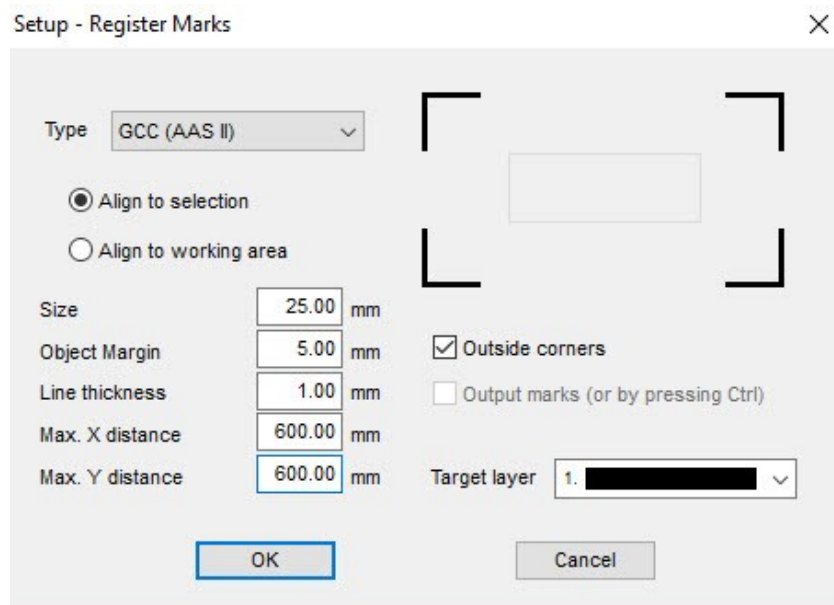 Setup - Register Marks
Type GCC (AAS II)
Align to selection
Align to working area
Size 25.00 mm
Object Margin 5.00 mm
Line thickness 1.00 mm
Max. X distance 600.00 mm
Max. Y distance 600.00 mm
Outside corners
Output marks (or by pressing Ctrl)
Target layer 1.
OK Cancel